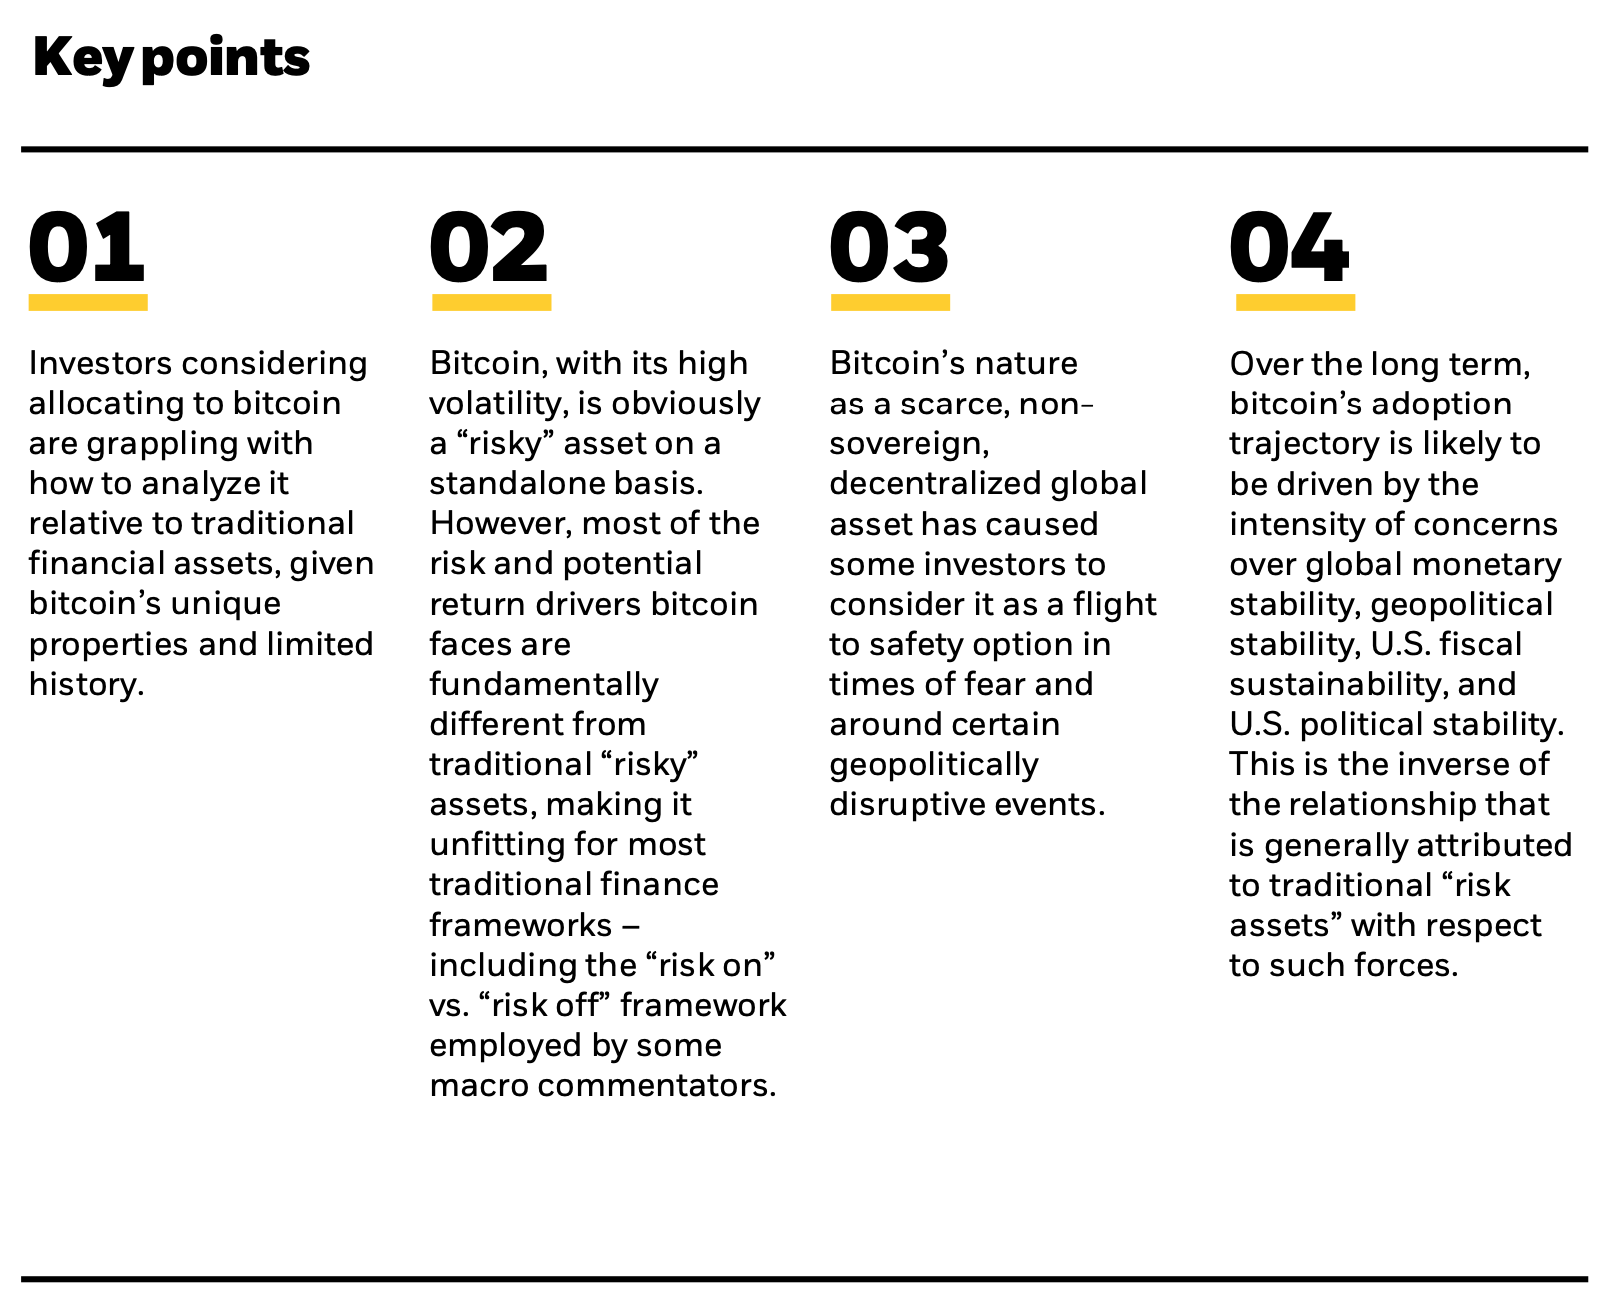 Key points
01
Investors considering
allocating to bitcoin
are grappling with
how to analyze it
relative to traditional
financial assets, given
bitcoin’s unique
properties and limited
history.
02
Bitcoin, with its high
volatility, is obviously
a “risky” asset on a
standalone basis.
However, most of the
risk and potential
return drivers bitcoin
faces are
fundamentally
different from
traditional “risky”
assets, making it
unfitting for most
traditional finance
frameworks –
including the “risk on”
vs. “risk off” framework
employed by some
macro commentators.
03
Bitcoin’s nature
as a scarce, non-
sovereign,
decentralized global
asset has caused
some investors to
consider it as a flight
to safety option in
times of fear and
around certain
geopolitically
disruptive events.
04
Over the long term,
bitcoin’s adoption
trajectory is likely to
be driven by the
intensity of concerns
over global monetary
stability, geopolitical
stability, U.S. fiscal
sustainability, and
U.S. political stability.
This is the inverse of
the relationship that
is generally attributed
to traditional “risk
assets” with respect
to such forces.